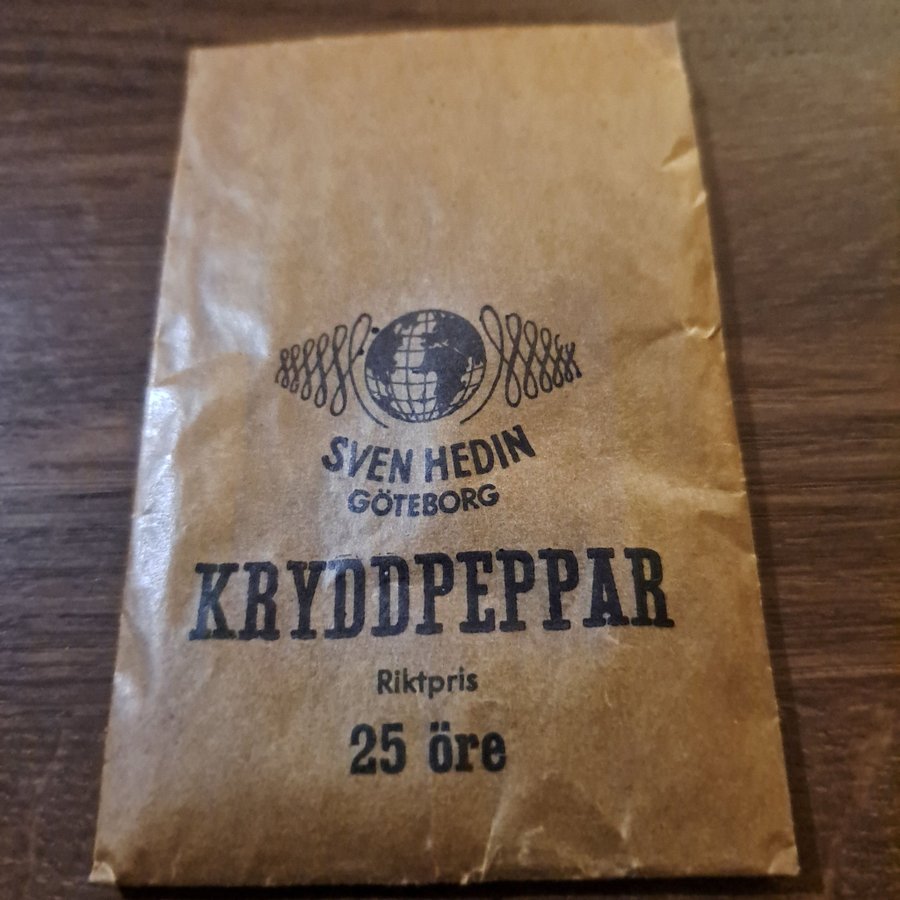 SVEN HEDIN
GÖTEBORG
KRYDDPEPPAR
Riktpris
25 öre